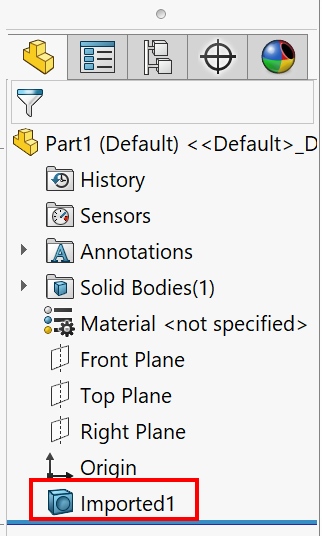 Part1 (Default) <<Default>_D
History
Sensors
Annotations
Solid Bodies(1)
Material <not specified>
Front Plane
Top Plane
Right Plane
Origin
Imported1